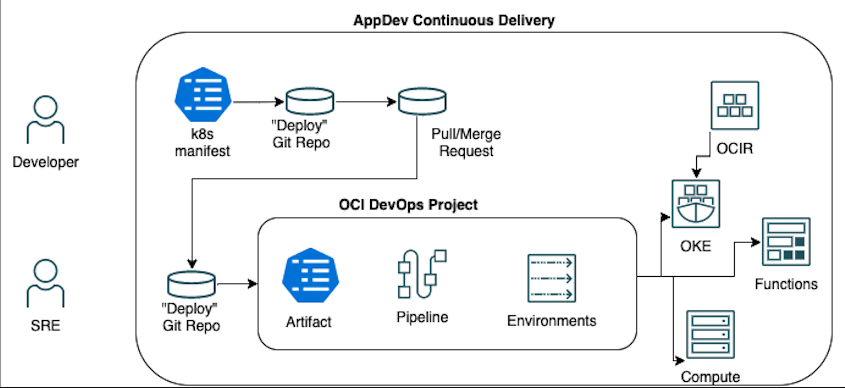 AppDev Continuous Delivery
k8s
manifest
"Deploy"
Git Repo
Pull/Merge
Request
Developer
OCIR
OCI DevOps Project
OKE
SRE
"Deploy"
Git Repo
Artifact
Pipeline
Environments
Functions
Compute